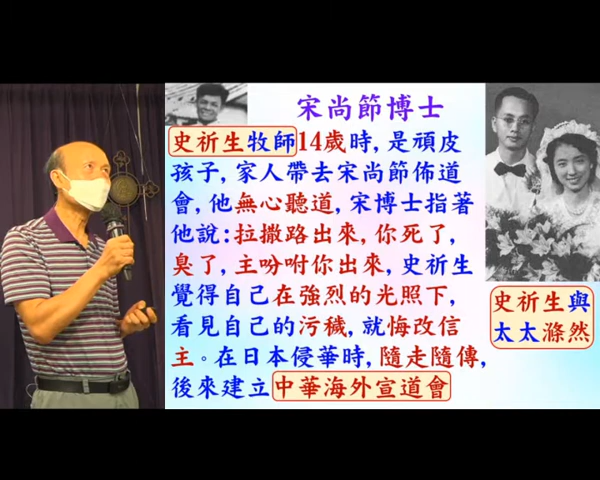 宋尚節博士
史祈生牧師14歲時,是頑皮
孩子,家人帶去宋尚節佈道
會,他無心聽道,宋博士指著
他說:拉撒路出來,你死了,
臭了,主吩咐你出來,史祈生
覺得自己在強烈的光照下,
看見自己的污穢,就悔改信
主。在日本侵華時,隨走隨傳,
後來建立中華海外宣道會
史祈生與
太太滌然